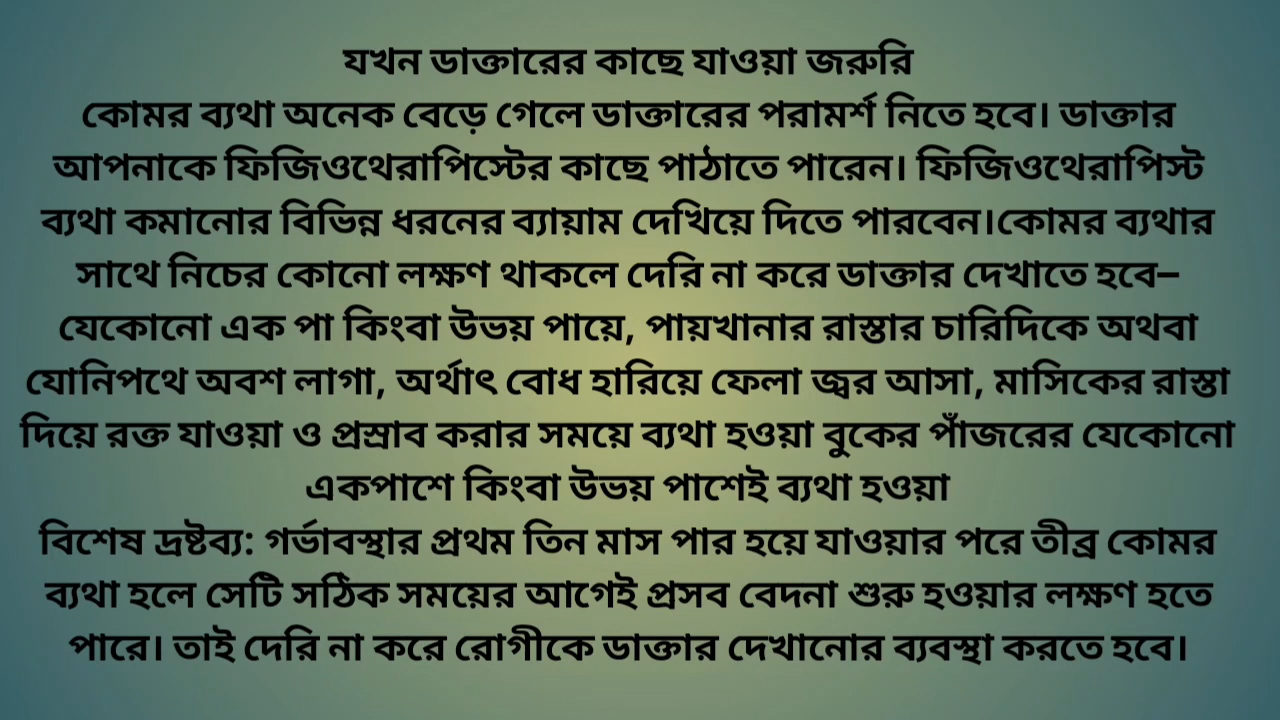 যখন ডাক্তারের কাছে যাওয়া জরুরি
কোমর ব্যথা অনেক বেড়ে গেলে ডাক্তারের পরামর্শ নিতে হবে। ডাক্তার
আপনাকে ফিজিওথেরাপিস্টের কাছে পাঠাতে পারেন। ফিজিওথেরাপিস্ট
ব্যথা কমানোর বিভিন্ন ধরনের ব্যায়াম দেখিয়ে দিতে পারবেন।কোমর ব্যথার
সাথে নিচের কোনো লক্ষণ থাকলে দেরি না করে ডাক্তার দেখাতে হবে–
যেকোনো এক পা কিংবা উভয় পায়ে, পায়খানার রাস্তার চারিদিকে অথবা
যোনিপথে অবশ লাগা, অর্থাৎ বোধ হারিয়ে ফেলা জ্বর আসা, মাসিকের রাস্তা
দিয়ে রক্ত যাওয়া ও প্রস্রাব করার সময়ে ব্যথা হওয়া বুকের পাঁজরের যেকোনো
একপাশে কিংবা উভয় পাশেই ব্যথা হওয়া
বিশেষ দ্রষ্টব্য: গর্ভাবস্থার প্রথম তিন মাস পার হয়ে যাওয়ার পরে তীব্র কোমর
ব্যথা হলে সেটি সঠিক সময়ের আগেই প্রসব বেদনা শুরু হওয়ার লক্ষণ হতে
পারে। তাই দেরি না করে রোগীকে ডাক্তার দেখানোর ব্যবস্থা করতে হবে।